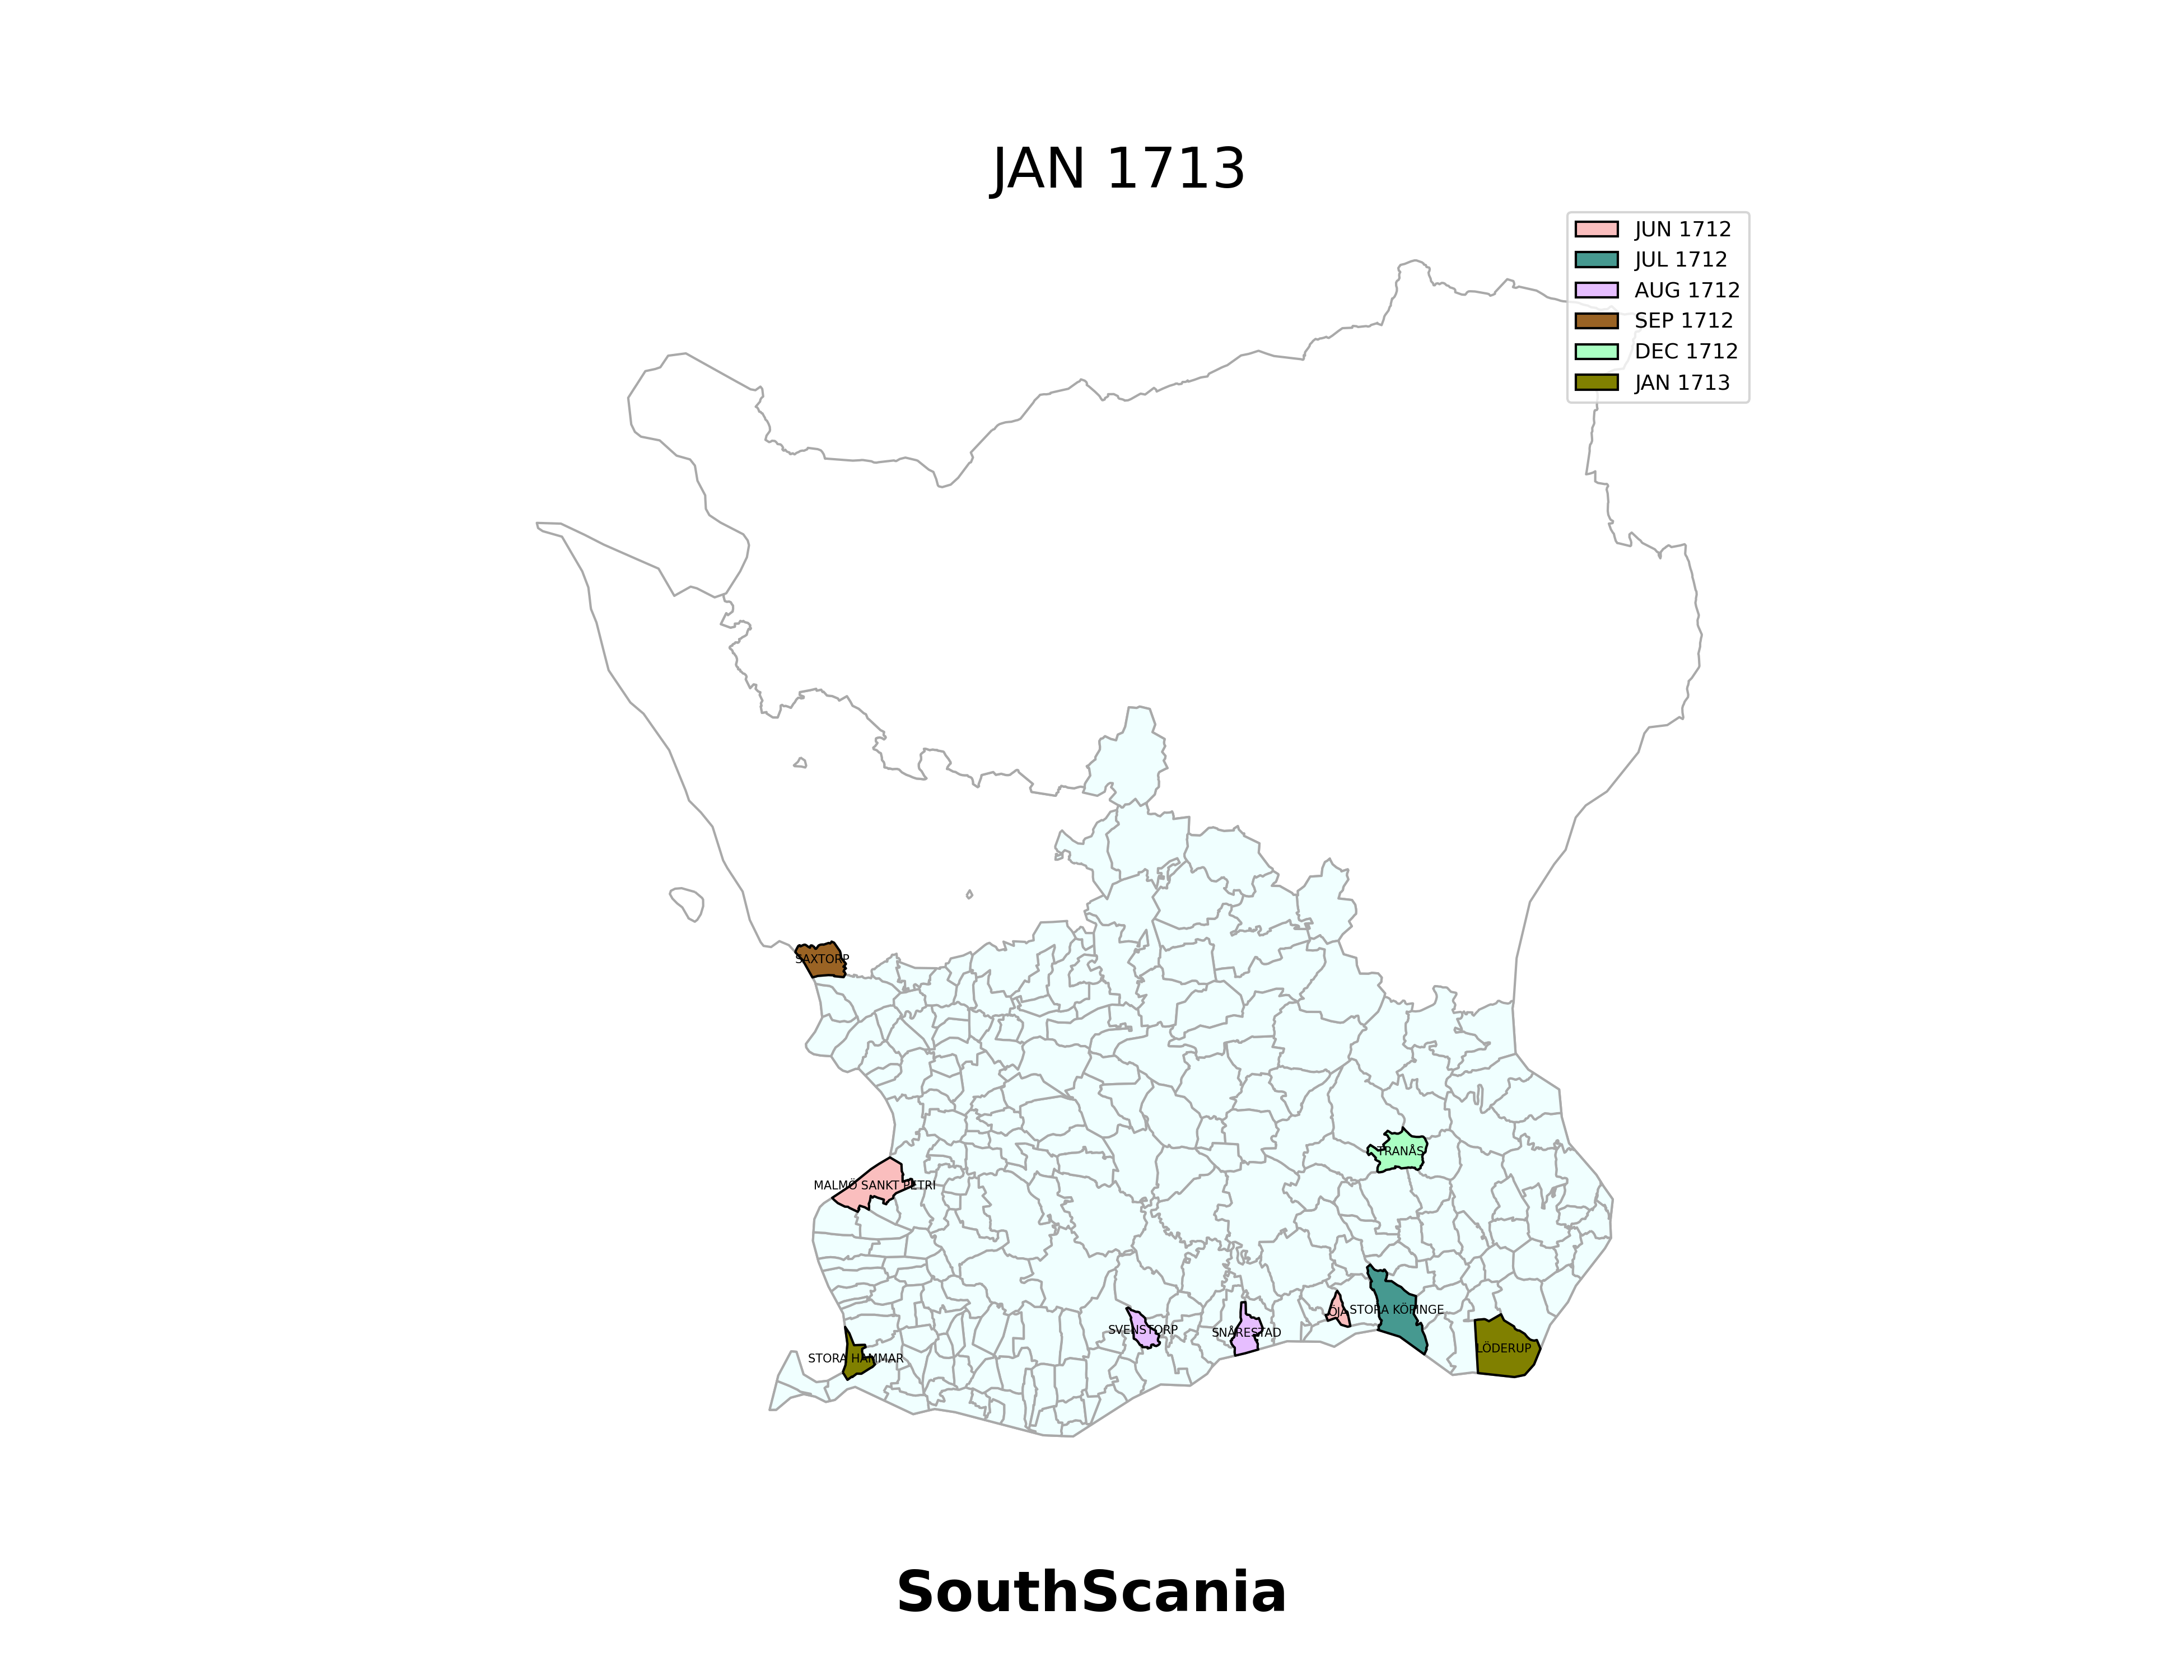 JAN 1713
JUN 1712
JUL 1712
AUG 1712
SEP 1712
DEC 1712
JAN 1713
SAXTORP
TRANÅS
MALMÖ SANKT PETRI
ÖJA
STORA KÖPINGE
SVENSTORP
SNÅRESTAD
LÖDERUP
STORA HAMMAR
SouthScania